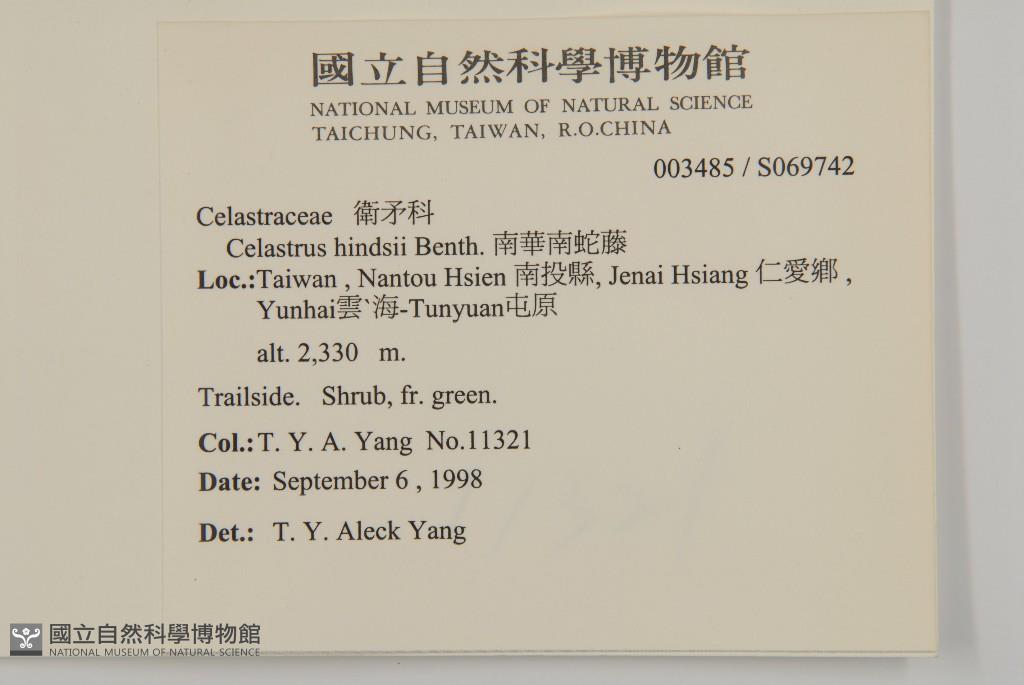 國立自然科學博物館
NATIONAL MUSEUM OF NATURAL SCIENCE
TAICHUNG, TAIWAN, R.O.CHINA
003485 / S069742
Celastraceae 衛矛科
Celastrus hindsii Benth. 南華南蛇藤
Loc.:Taiwan , Nantou Hsien 南投縣, Jenai Hsiang 仁愛鄉 ,
Yunhai雲`海-Tunyuan屯原
alt. 2,330 m.
Trailside. Shrub, fr. green.
Col.: T. Y. A. Yang No.11321
Date: September 6 , 1998
Det.: T. Y. Aleck Yang
國立自然科學博物館
NATIONAL MUSEUM OF NATURAL SCIENCE